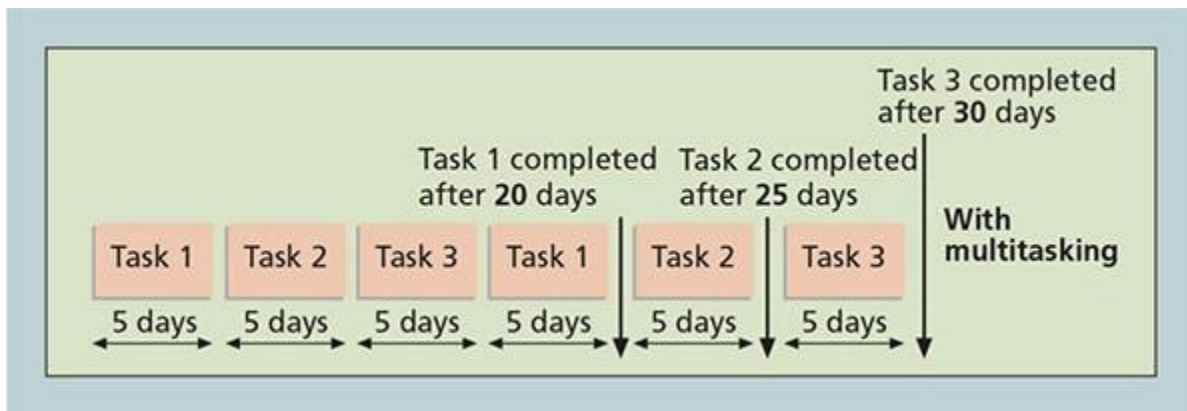 Task 3 completed
after 30 days
Task 1 completed
after 20 days
Task 2 completed
after 25 days
With
multitasking
Task 1
Task 2
Task 3
Task 1
Task 2
Task 3
5 days
5 days
5 days
5 days
5 days
5 days